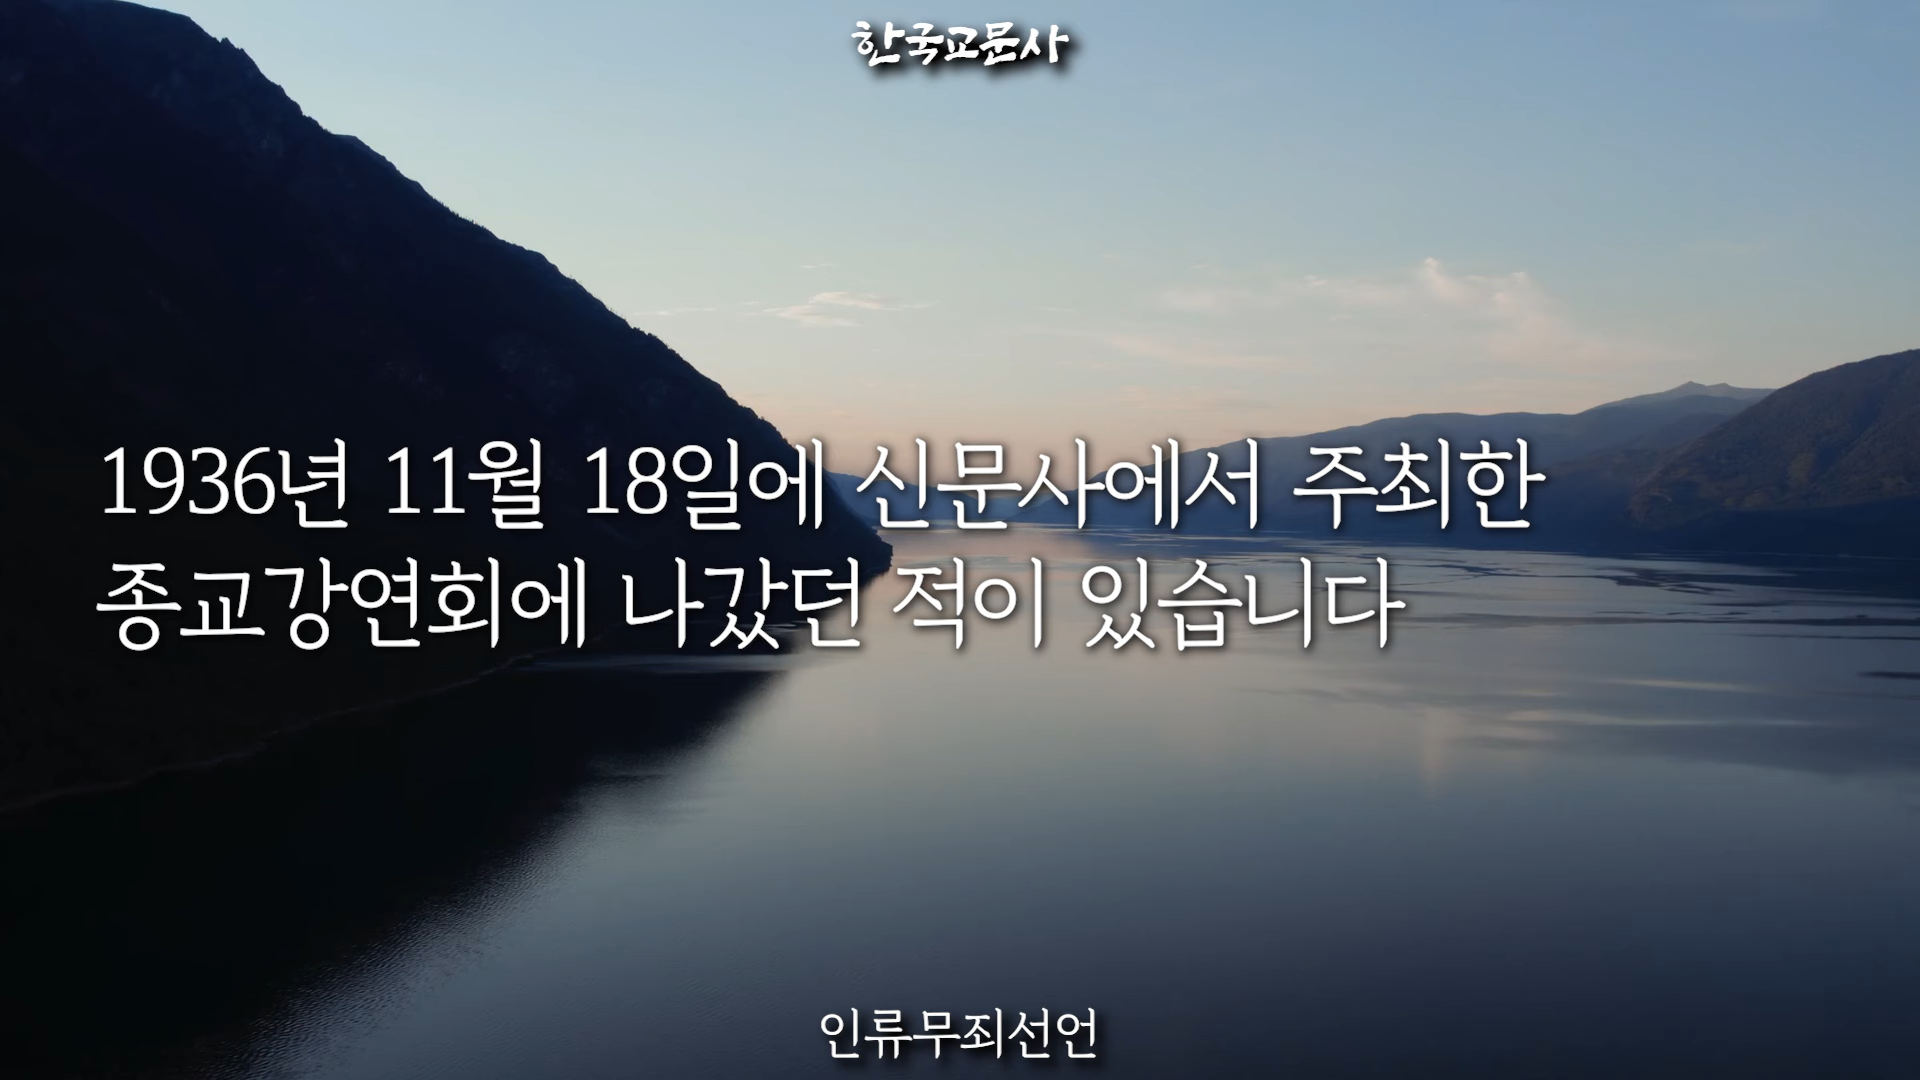 한국교문사
1936년 11월 18일에 신문사에서 주최한
종교강연회에 나갔던 적이 있습니다
인류무죄선언